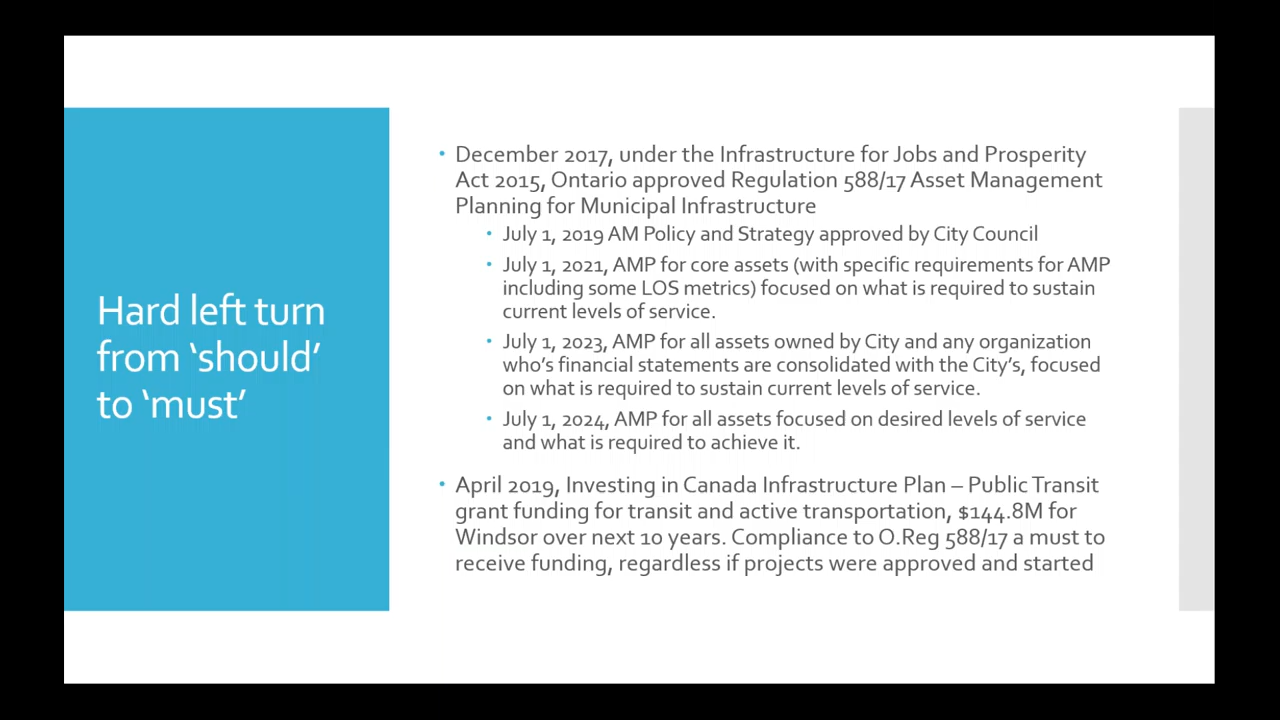 Hard left turn
from ‘should’
to ‘must’
• December 2017, under the Infrastructure for Jobs and Prosperity
Act 2015, Ontario approved Regulation 588/17 Asset Management
Planning for Municipal Infrastructure
• July 1, 2019 AM Policy and Strategy approved by City Council
• July 1, 2021, AMP for core assets (with specific requirements for AMP
including some LOS metrics) focused on what is required to sustain
current levels of service.
• July 1, 2023, AMP for all assets owned by City and any organization
who’s financial statements are consolidated with the City’s, focused
on what is required to sustain current levels of service.
• July 1, 2024, AMP for all assets focused on desired levels of service
and what is required to achieve it.
• April 2019, Investing in Canada Infrastructure Plan – Public Transit
grant funding for transit and active transportation, $144.8M for
Windsor over next 10 years. Compliance to O.Reg 588/17 a must to
receive funding, regardless if projects were approved and started